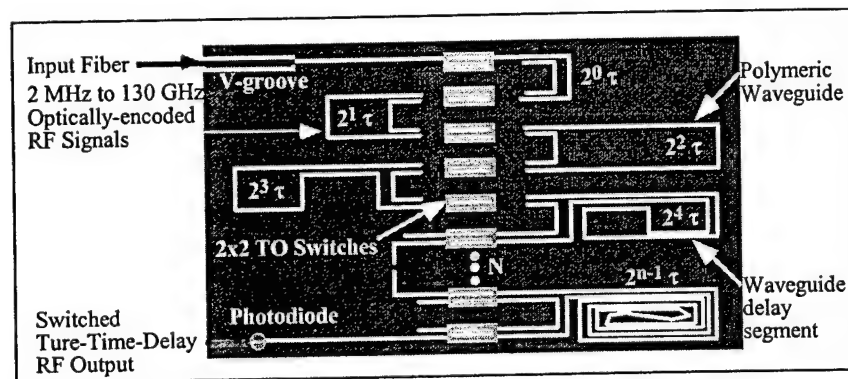 Input Fiber
2 MHz to 130 GHz
Optically-encoded
RF Signals
V-groove
2⁰ τ
Polymeric
Waveguide
2¹ τ
2² τ
2³ τ
2⁴ τ
2x2 TO Switches
N
2ⁿ⁻¹ τ
Waveguide
delay
segment
Switched
Ture-Time-Delay
RF Output
Photodiode